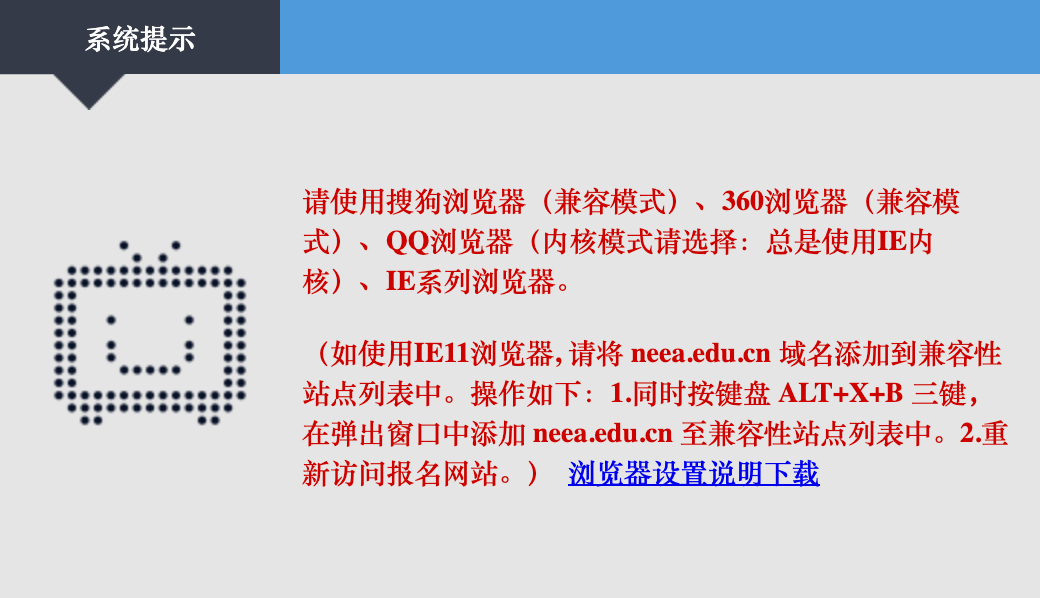 系统提示
请使用搜狗浏览器（兼容模式）、360浏览器（兼容模
式）、QQ浏览器（内核模式请选择：总是使用IE内
核）、IE系列浏览器。
（如使用IE11浏览器, 请将 neea.edu.cn 域名添加到兼容性
站点列表中。操作如下：1.同时按键盘 ALT+X+B 三键，
在弹出窗口中添加 neea.edu.cn 至兼容性站点列表中。2.重
新访问报名网站。） 浏览器设置说明下载